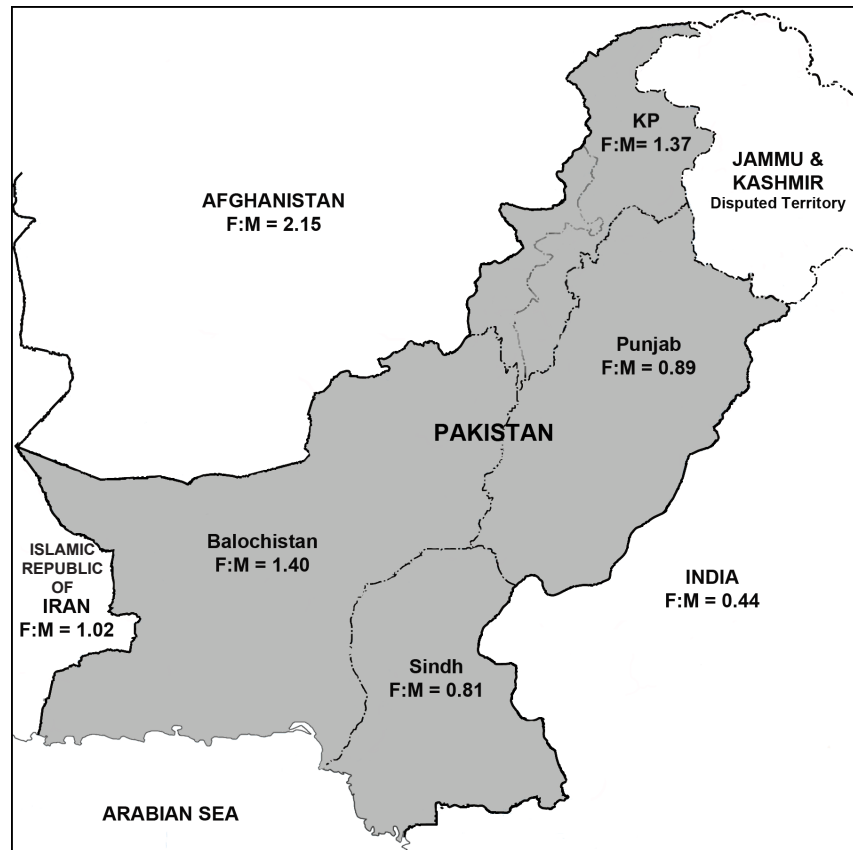 KP
F:M= 1.37
JAMMU &
KASHMIR
Disputed Territory
AFGHANISTAN
F:M = 2.15
Punjab
F:M = 0.89
PAKISTAN
Balochistan
F:M = 1.40
ISLAMIC
REPUBLIC
OF
IRAN
F:M = 1.02
INDIA
F:M = 0.44
Sindh
F:M = 0.81
ARABIAN SEA